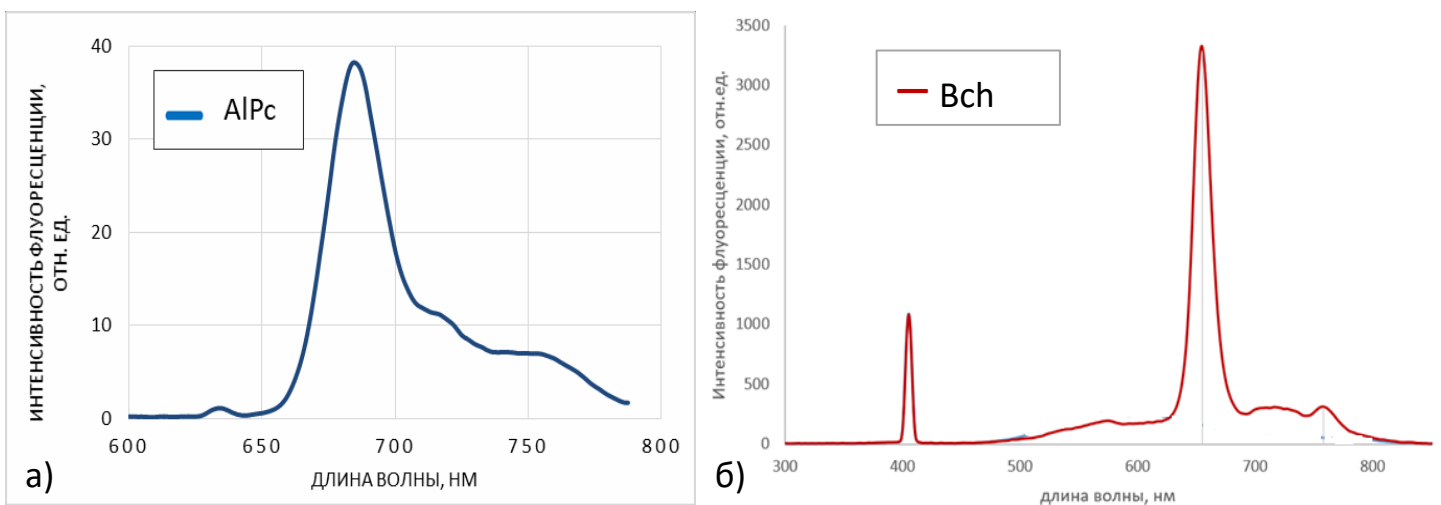 ИНТЕНСИВНОСТЬ ФЛУОРЕСЦЕНЦИИ,
ОТН. ЕД.
40
30
20
10
0
AlPc
600 650 700 750 800
ДЛИНА ВОЛНЫ, НМ
а)
Интенсивность флуоресценции, отн.ед.
3500
3000
2500
2000
1500
1000
500
0
Bch
300 400 500 600 700 800
длина волны, нм
б)